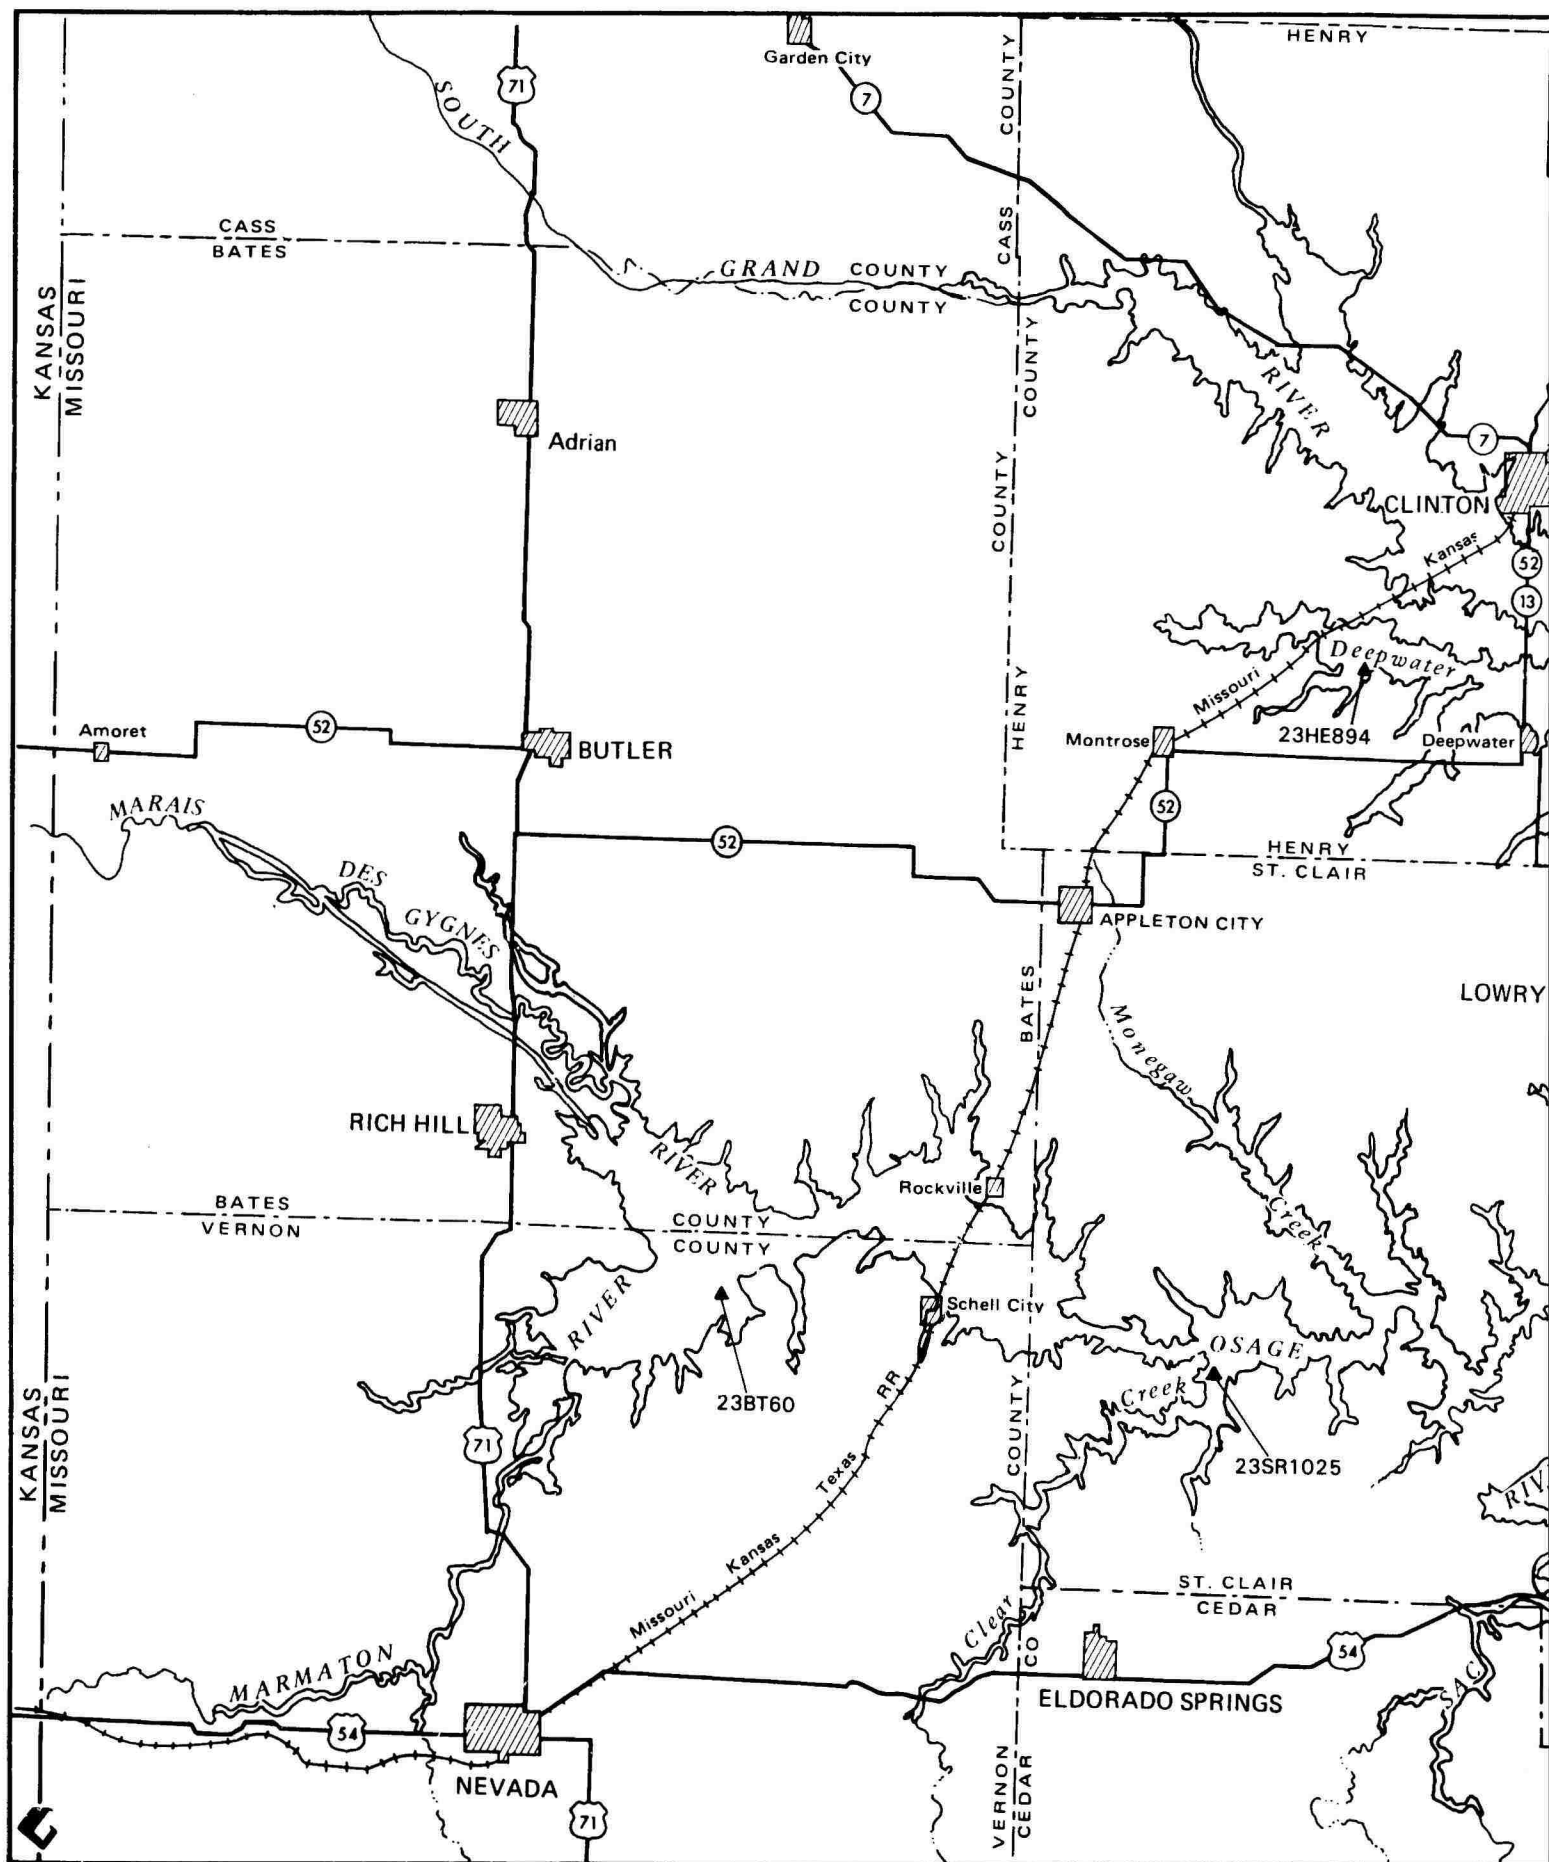 HENRY
Garden City
COUNTY
71
7
SOUTH
CASS
CASS
BATES
GRAND
COUNTY
COUNTY
KANSAS
MISSOURI
COUNTY
RIVER
Adrian
7
COUNTY
CLINTON
Kansas
52
13
Deepwater
Missouri
HENRY
Amoret
52
BUTLER
Montrose
23HE894
Deepwater
MARAIS
52
52
HENRY
ST. CLAIR
DES
GYGNES
APPLETON CITY
BATES
LOWRY
Monegaw
RICH HILL
RIVER
Rockville
BATES
VERNON
COUNTY
COUNTY
Creek
RIVER
Schell City
OSAGE
KANSAS
MISSOURI
RR
Creek
23BT60
COUNTY
71
23SR1025
Texas
RIV
Kansas
ST. CLAIR
CEDAR
Missouri
Clear
CO
54
MARMATON
ELDORADO SPRINGS
SAC
54
NEVADA
71
VERNON
CEDAR